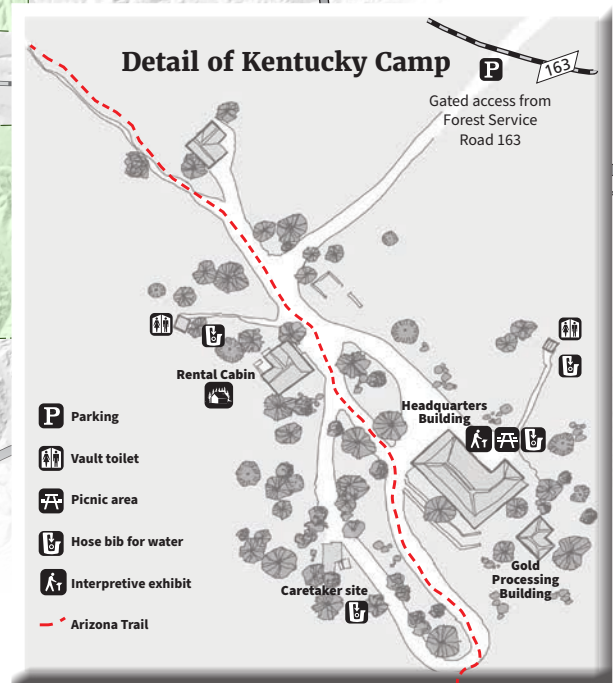 Detail of Kentucky Camp
P
163
Gated access from
Forest Service
Road 163
Rental Cabin
Headquarters
Building
P Parking
Vault toilet
Picnic area
Hose bib for water
Interpretive exhibit
Arizona Trail
Gold
Processing
Building
Caretaker site